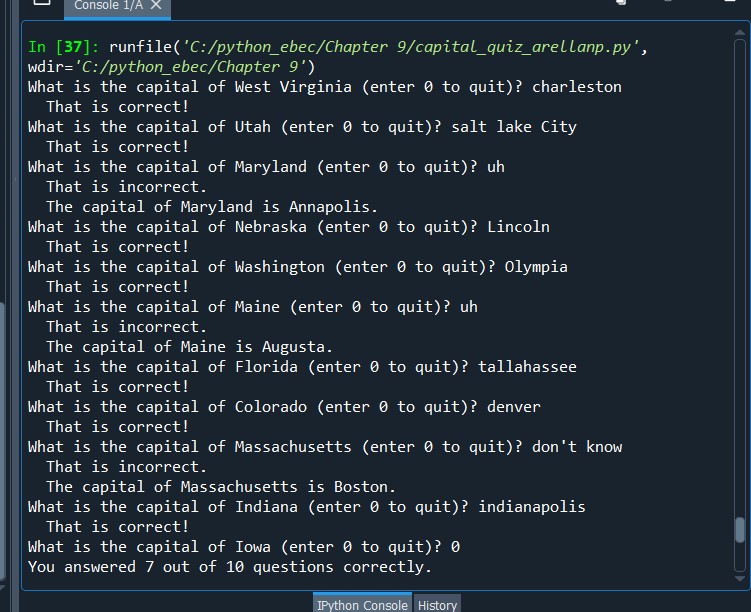 Console 1/A
In [37]: runfile('C:/python_ebec/Chapter 9/capital_quiz_arellanp.py',
wdir='C:/python_ebec/Chapter 9')
What is the capital of West Virginia (enter 0 to quit)? charleston
That is correct!
What is the capital of Utah (enter 0 to quit)? salt lake City
That is correct!
What is the capital of Maryland (enter 0 to quit)? uh
That is incorrect.
The capital of Maryland is Annapolis.
What is the capital of Nebraska (enter 0 to quit)? Lincoln
That is correct!
What is the capital of Washington (enter 0 to quit)? Olympia
That is correct!
What is the capital of Maine (enter 0 to quit)? uh
That is incorrect.
The capital of Maine is Augusta.
What is the capital of Florida (enter 0 to quit)? tallahassee
That is correct!
What is the capital of Colorado (enter 0 to quit)? denver
That is correct!
What is the capital of Massachusetts (enter 0 to quit)? don't know
That is incorrect.
The capital of Massachusetts is Boston.
What is the capital of Indiana (enter 0 to quit)? indianapolis
That is correct!
What is the capital of Iowa (enter 0 to quit)? 0
You answered 7 out of 10 questions correctly.
IPython Console History